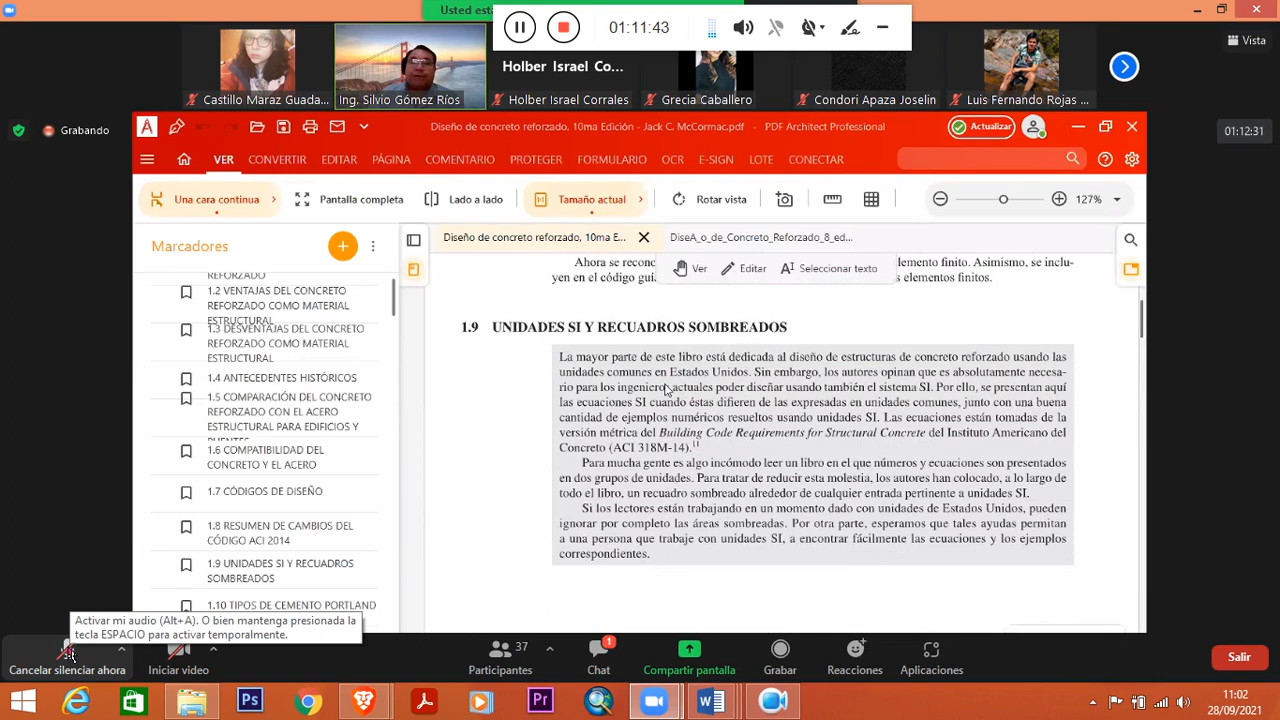 Usted está
01:11:43
Vista
Castillo Maraz Guada...
Ing. Silvio Gómez Ríos
Holber Israel Co...
Holber Israel Corrales
Grecia Caballero
Condori Apaza Joselin
Luis Fernando Rojas ...
Grabando
01:12:31
Diseño de concreto reforzado, 10ma Edición - Jack C. McCormac.pdf - PDF Architect Professional
Actualizar
VER CONVERTIR EDITAR PÁGINA COMENTARIO PROTEGER FORMULARIO OCR E-SIGN LOTE CONECTAR
Una cara continua Pantalla completa Lado a lado Tamaño actual Rotar vista 127%
Marcadores
Diseño de concreto reforzado, 10ma E...
DiseA_o_de_Concreto_Reforzado_8_ed...
Ver Editar Seleccionar texto
REFORZADO
1.2 VENTAJAS DEL CONCRETO
REFORZADO COMO MATERIAL
ESTRUCTURAL
1.3 DESVENTAJAS DEL CONCRETO
REFORZADO COMO MATERIAL
ESTRUCTURAL
1.4 ANTECEDENTES HISTÓRICOS
1.5 COMPARACIÓN DEL CONCRETO
REFORZADO CON EL ACERO
ESTRUCTURAL PARA EDIFICIOS Y
PUENTES
1.6 COMPATIBILIDAD DEL
CONCRETO Y EL ACERO
1.7 CÓDIGOS DE DISEÑO
1.8 RESUMEN DE CAMBIOS DEL
CÓDIGO ACI 2014
1.9 UNIDADES SI Y RECUADROS
SOMBREADOS
1.10 TIPOS DE CEMENTO PORTLAND
Ahora se recono elemento finito. Asimismo, se inclu-
yen en el código guí s elementos finitos.
1.9 UNIDADES SI Y RECUADROS SOMBREADOS
La mayor parte de este libro está dedicada al diseño de estructuras de concreto reforzado usando las
unidades comunes en Estados Unidos. Sin embargo, los autores opinan que es absolutamente necesa-
rio para los ingenieros actuales poder diseñar usando también el sistema SI. Por ello, se presentan aquí
las ecuaciones SI cuando éstas difieren de las expresadas en unidades comunes, junto con una buena
cantidad de ejemplos numéricos resueltos usando unidades SI. Las ecuaciones están tomadas de la
versión métrica del Building Code Requirements for Structural Concrete del Instituto Americano del
Concreto (ACI 318M-14).11
Para mucha gente es algo incómodo leer un libro en el que números y ecuaciones son presentados
en dos grupos de unidades. Para tratar de reducir esta molestia, los autores han colocado, a lo largo de
todo el libro, un recuadro sombreado alrededor de cualquier entrada pertinente a unidades SI.
Si los lectores están trabajando en un momento dado con unidades de Estados Unidos, pueden
ignorar por completo las áreas sombreadas. Por otra parte, esperamos que tales ayudas permitan
a una persona que trabaje con unidades SI, a encontrar fácilmente las ecuaciones y los ejemplos
correspondientes.
Activar mi audio (Alt+A). O bien mantenga presionada la
tecla ESPACIO para activar temporalmente.
Cancelar silenciar ahora
Iniciar video
37
Participantes
1
Chat
Compartir pantalla
Grabar
Reacciones
Aplicaciones
Salir
11:02
28/09/2021